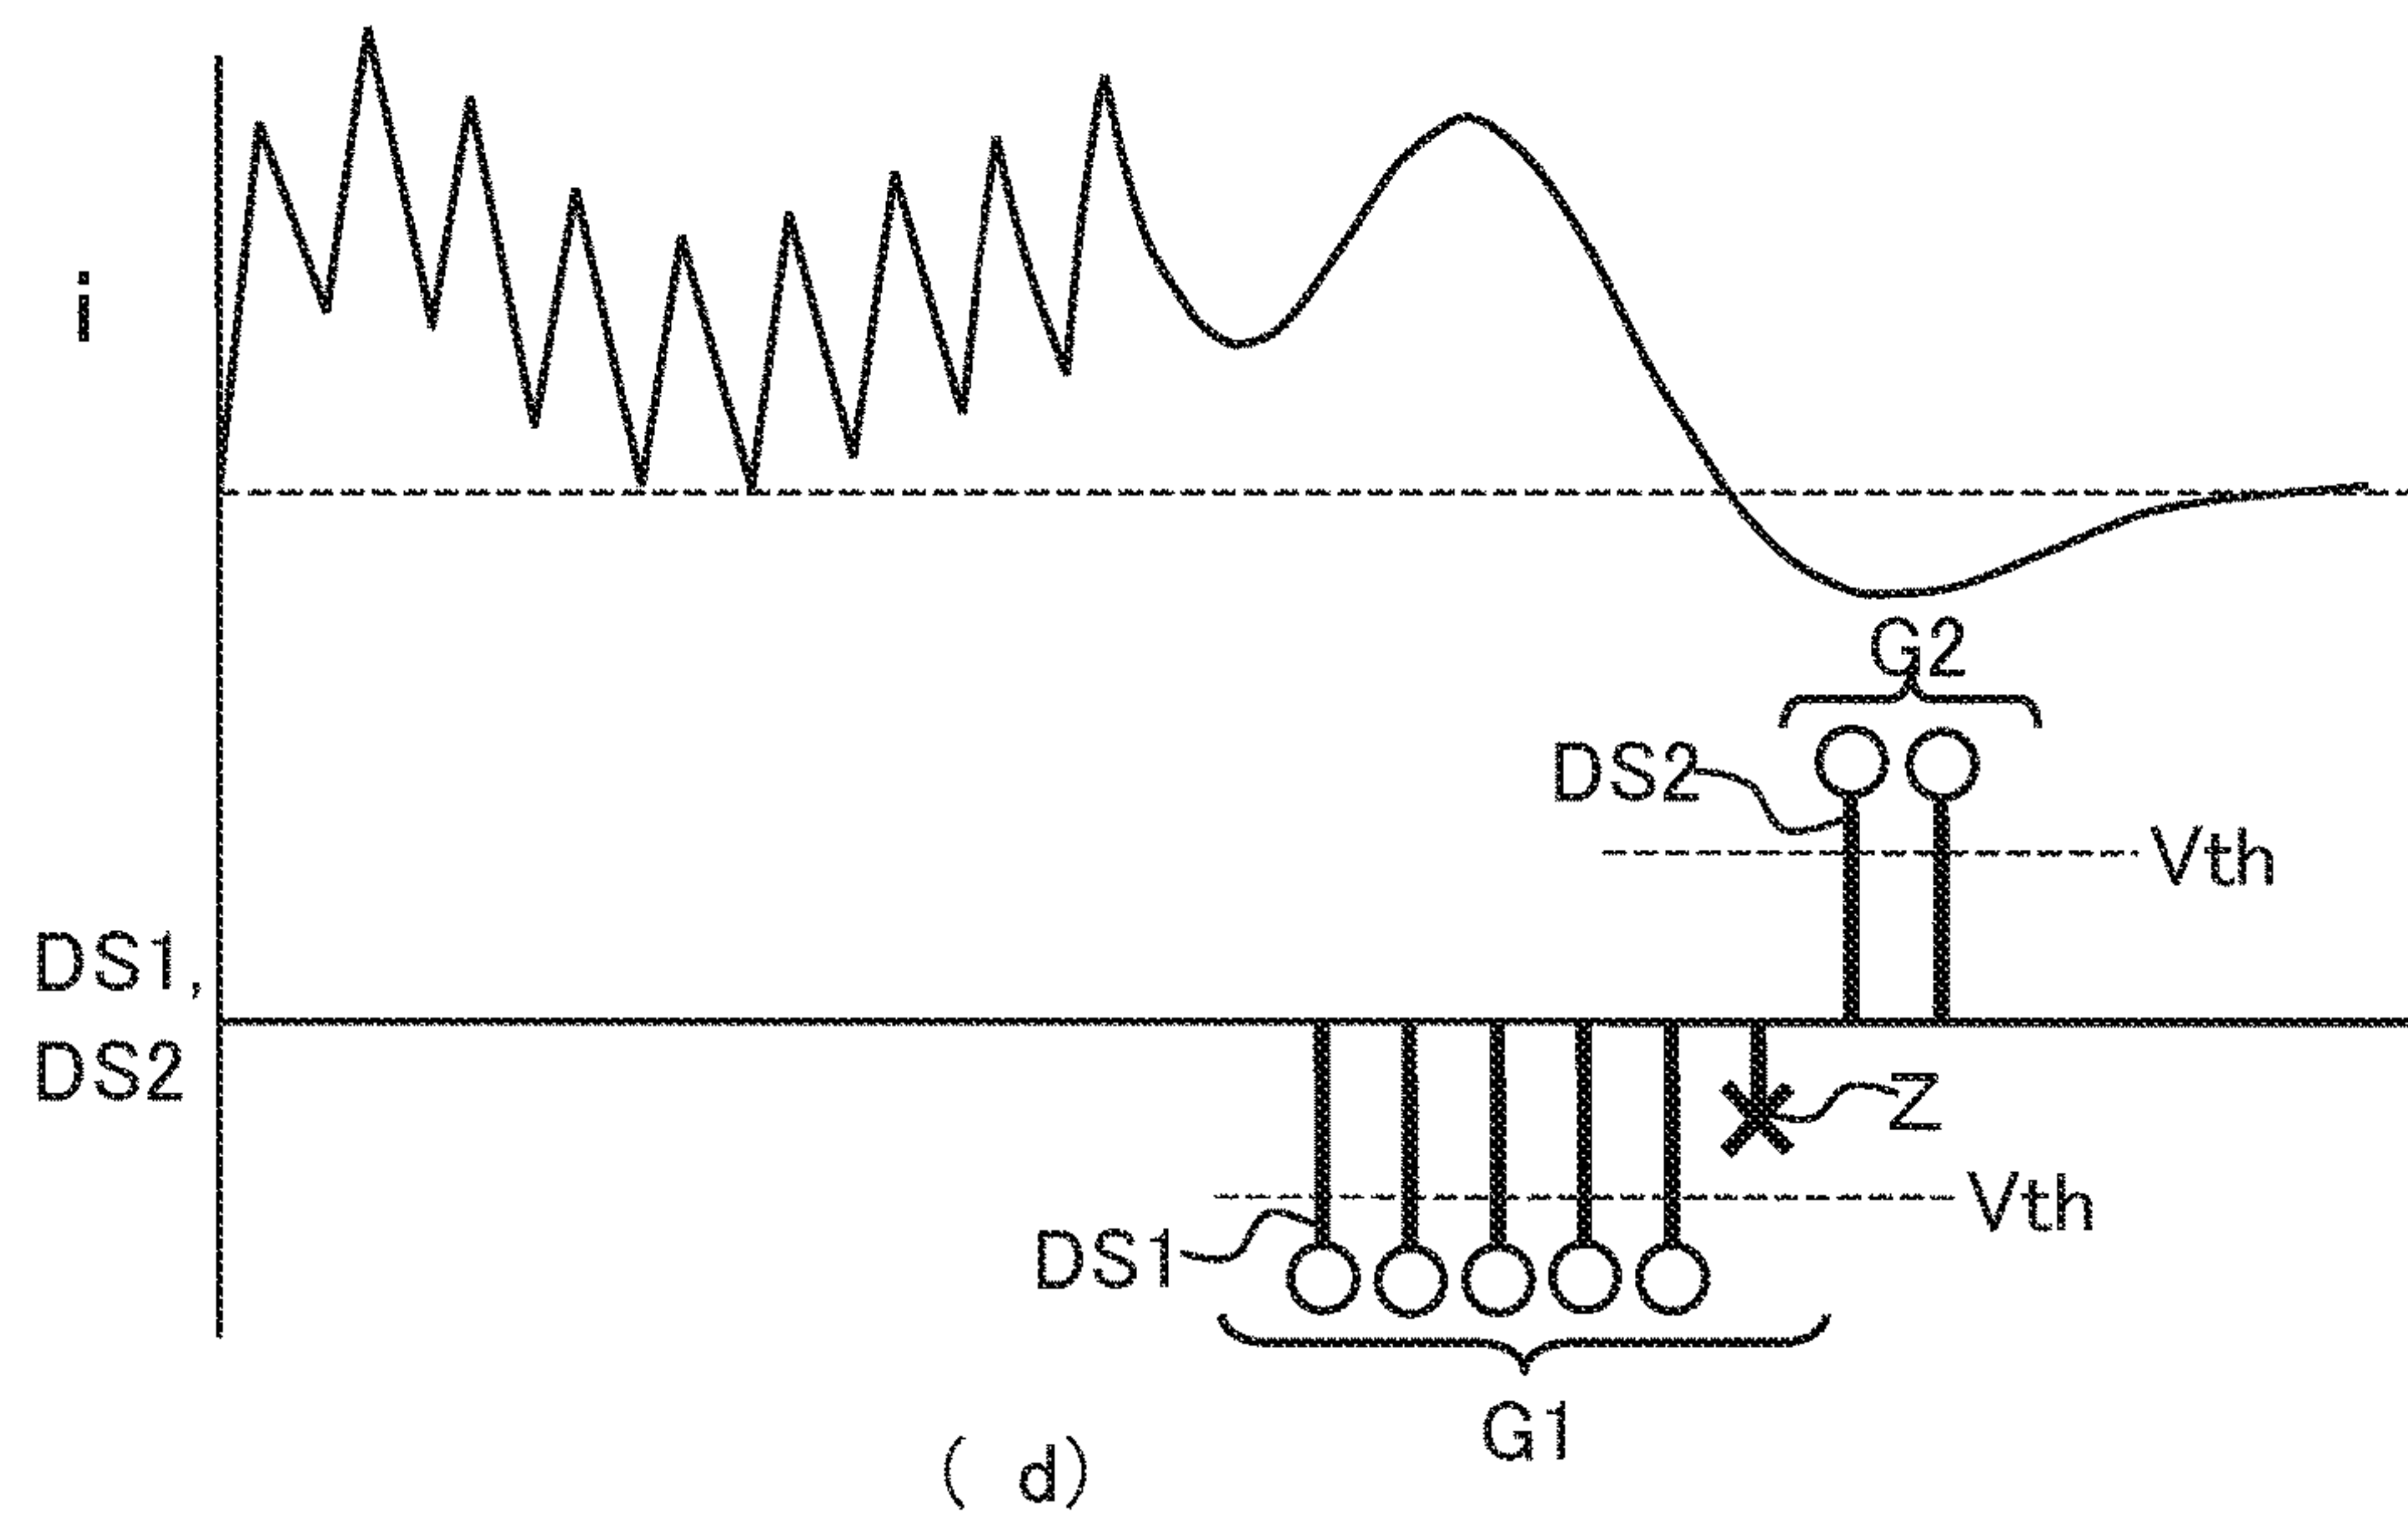 i
G2
DS2
Vth
DS1,
DS2
Z
Vth
DS1
G1
( d)